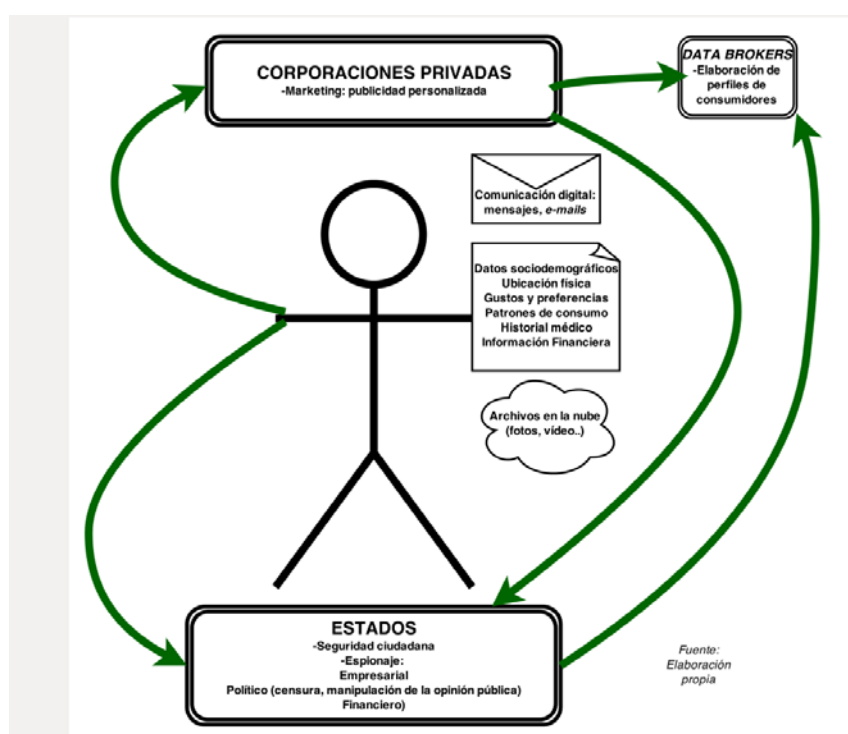 CORPORACIONES PRIVADAS
-Marketing: publicidad personalizada
DATA BROKERS
-Elaboración de
perfiles de
consumidores
Comunicación digital:
mensajes, e-mails
Datos sociodemográficos
Ubicación física
Gustos y preferencias
Patrones de consumo
Historial médico
Información Financiera
Archivos en la nube
(fotos, vídeo..)
ESTADOS
-Seguridad ciudadana
-Espionaje:
Empresarial
Político (censura, manipulación de la opinión pública)
Financiero)
Fuente:
Elaboración
propia